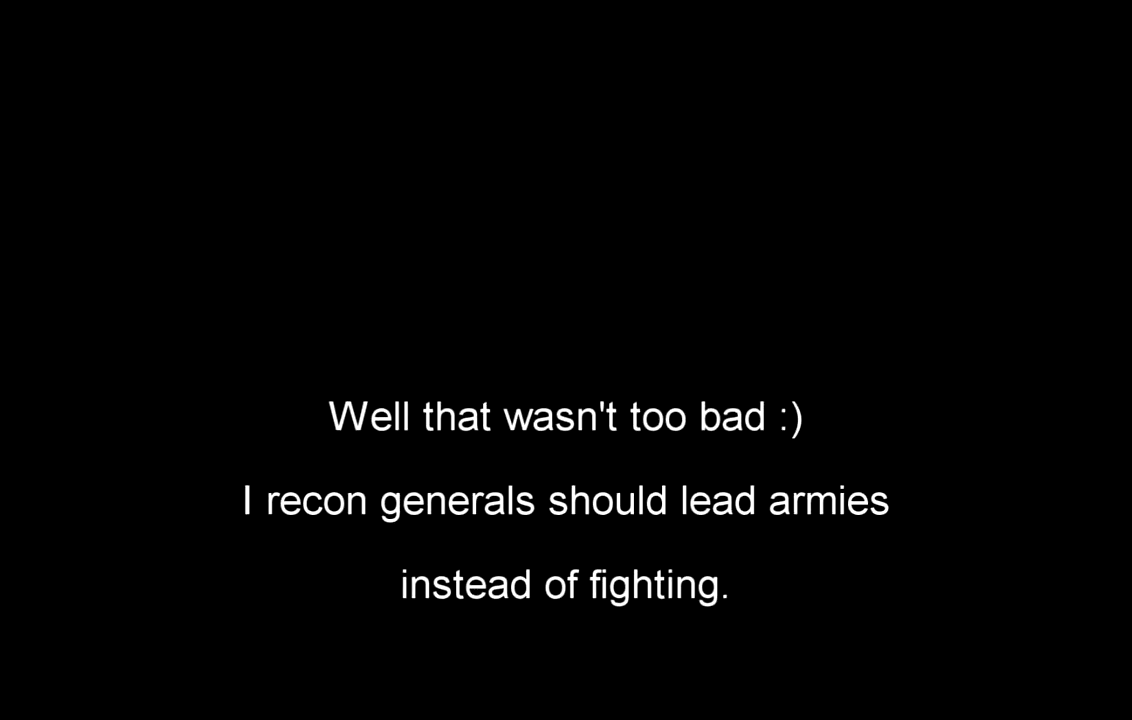 Well that wasn't too bad :)
I recon generals should lead armies
instead of fighting.